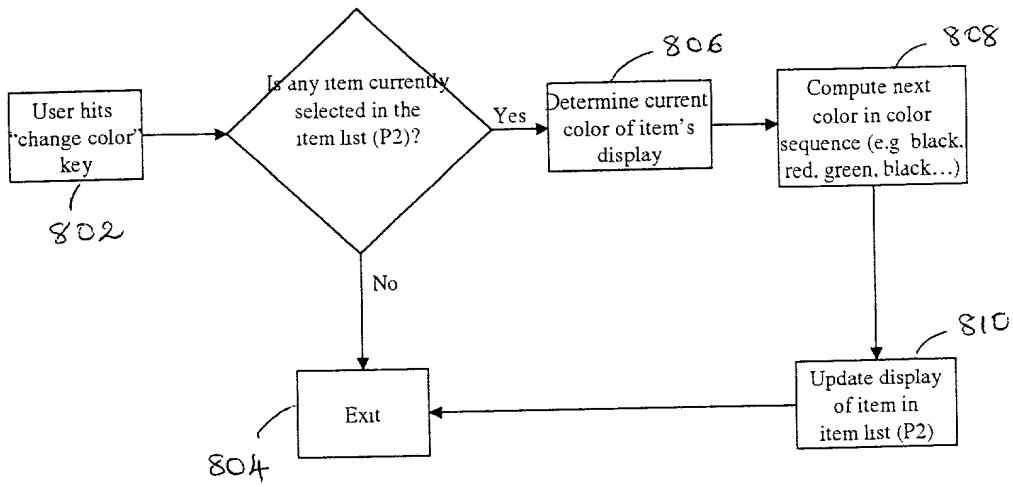 User hits
"change color"
key
802
Is any item currently
selected in the
item list (P2)?
Yes
No
Determine current
color of item's
display
806
Compute next
color in color
sequence (e.g black,
red, green, black...)
808
Update display
of item in
item list (P2)
810
Exit
804